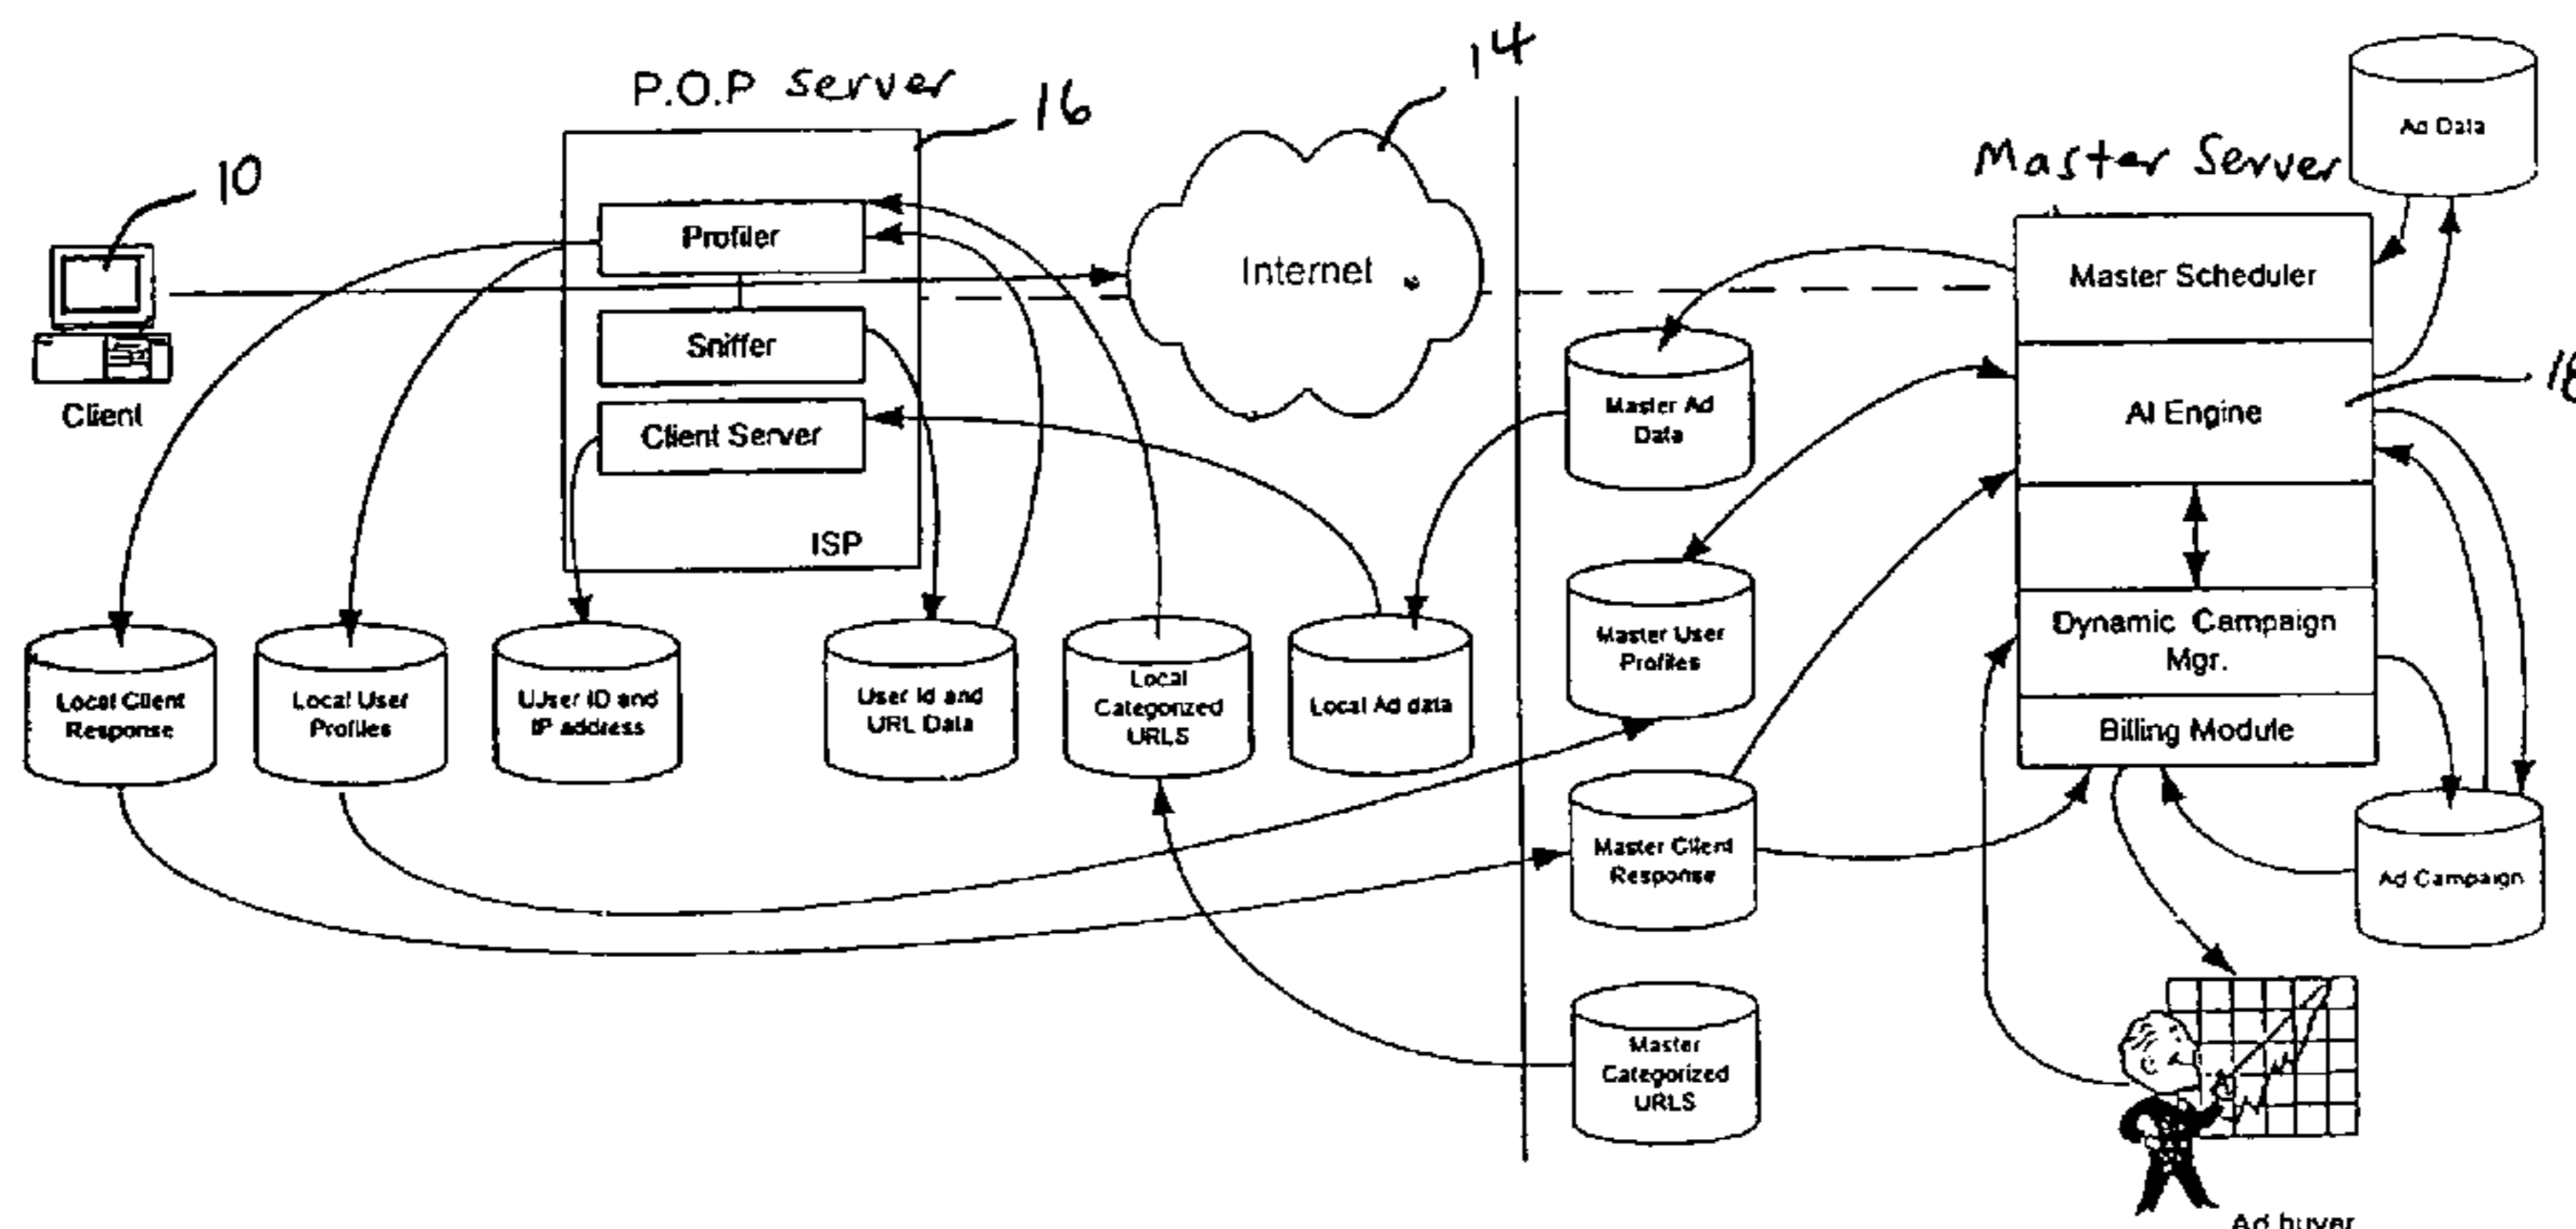 P.O.P Server
16
14
10
Master Server
Ad Data
Profiler
Sniffer
Client Server
ISP
Client
Internet
Master Scheduler
AI Engine
Dynamic Campaign
Mgr.
Billing Module
Master Ad
Data
Master User
Profiles
Master Client
Response
Master
Categorized
URLS
Local Client
Response
Local User
Profiles
UUser ID and
IP address
User Id and
URL Data
Local
Categorized
URLS
Local Ad data
Ad Campaign
Ad buyer